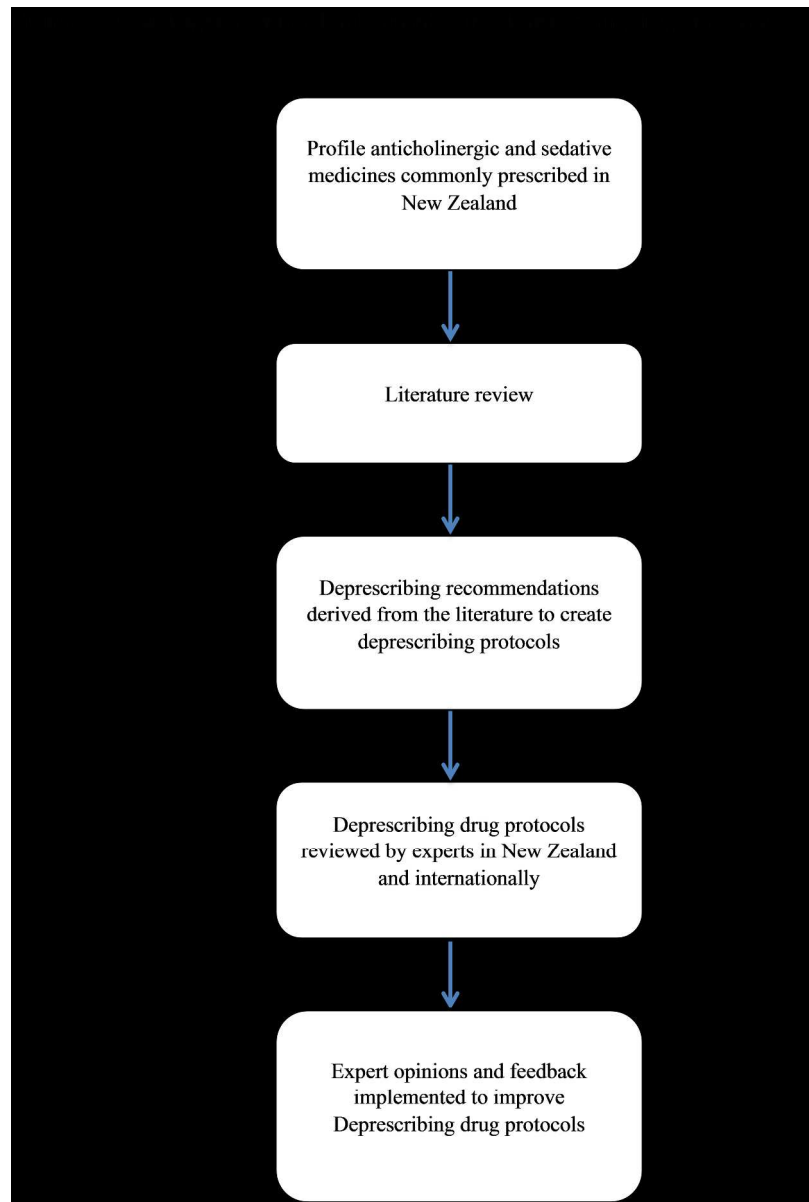 Profile anticholinergic and sedative
medicines commonly prescribed in
New Zealand
Literature review
Deprescribing recommendations
derived from the literature to create
deprescribing protocols
Deprescribing drug protocols
reviewed by experts in New Zealand
and internationally
Expert opinions and feedback
implemented to improve
Deprescribing drug protocols